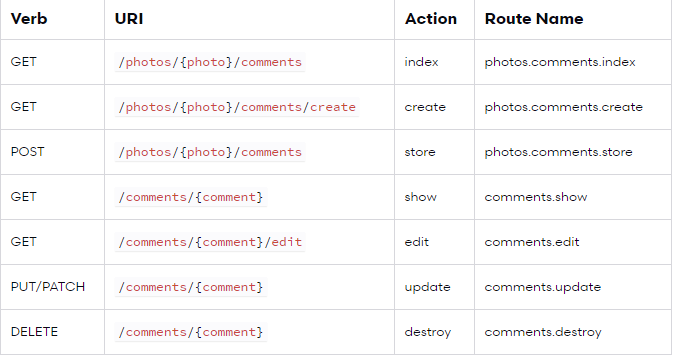 Verb URI Action Route Name
GET /photos/{photo}/comments index photos.comments.index
GET /photos/{photo}/comments/create create photos.comments.create
POST /photos/{photo}/comments store photos.comments.store
GET /comments/{comment} show comments.show
GET /comments/{comment}/edit edit comments.edit
PUT/PATCH /comments/{comment} update comments.update
DELETE /comments/{comment} destroy comments.destroy